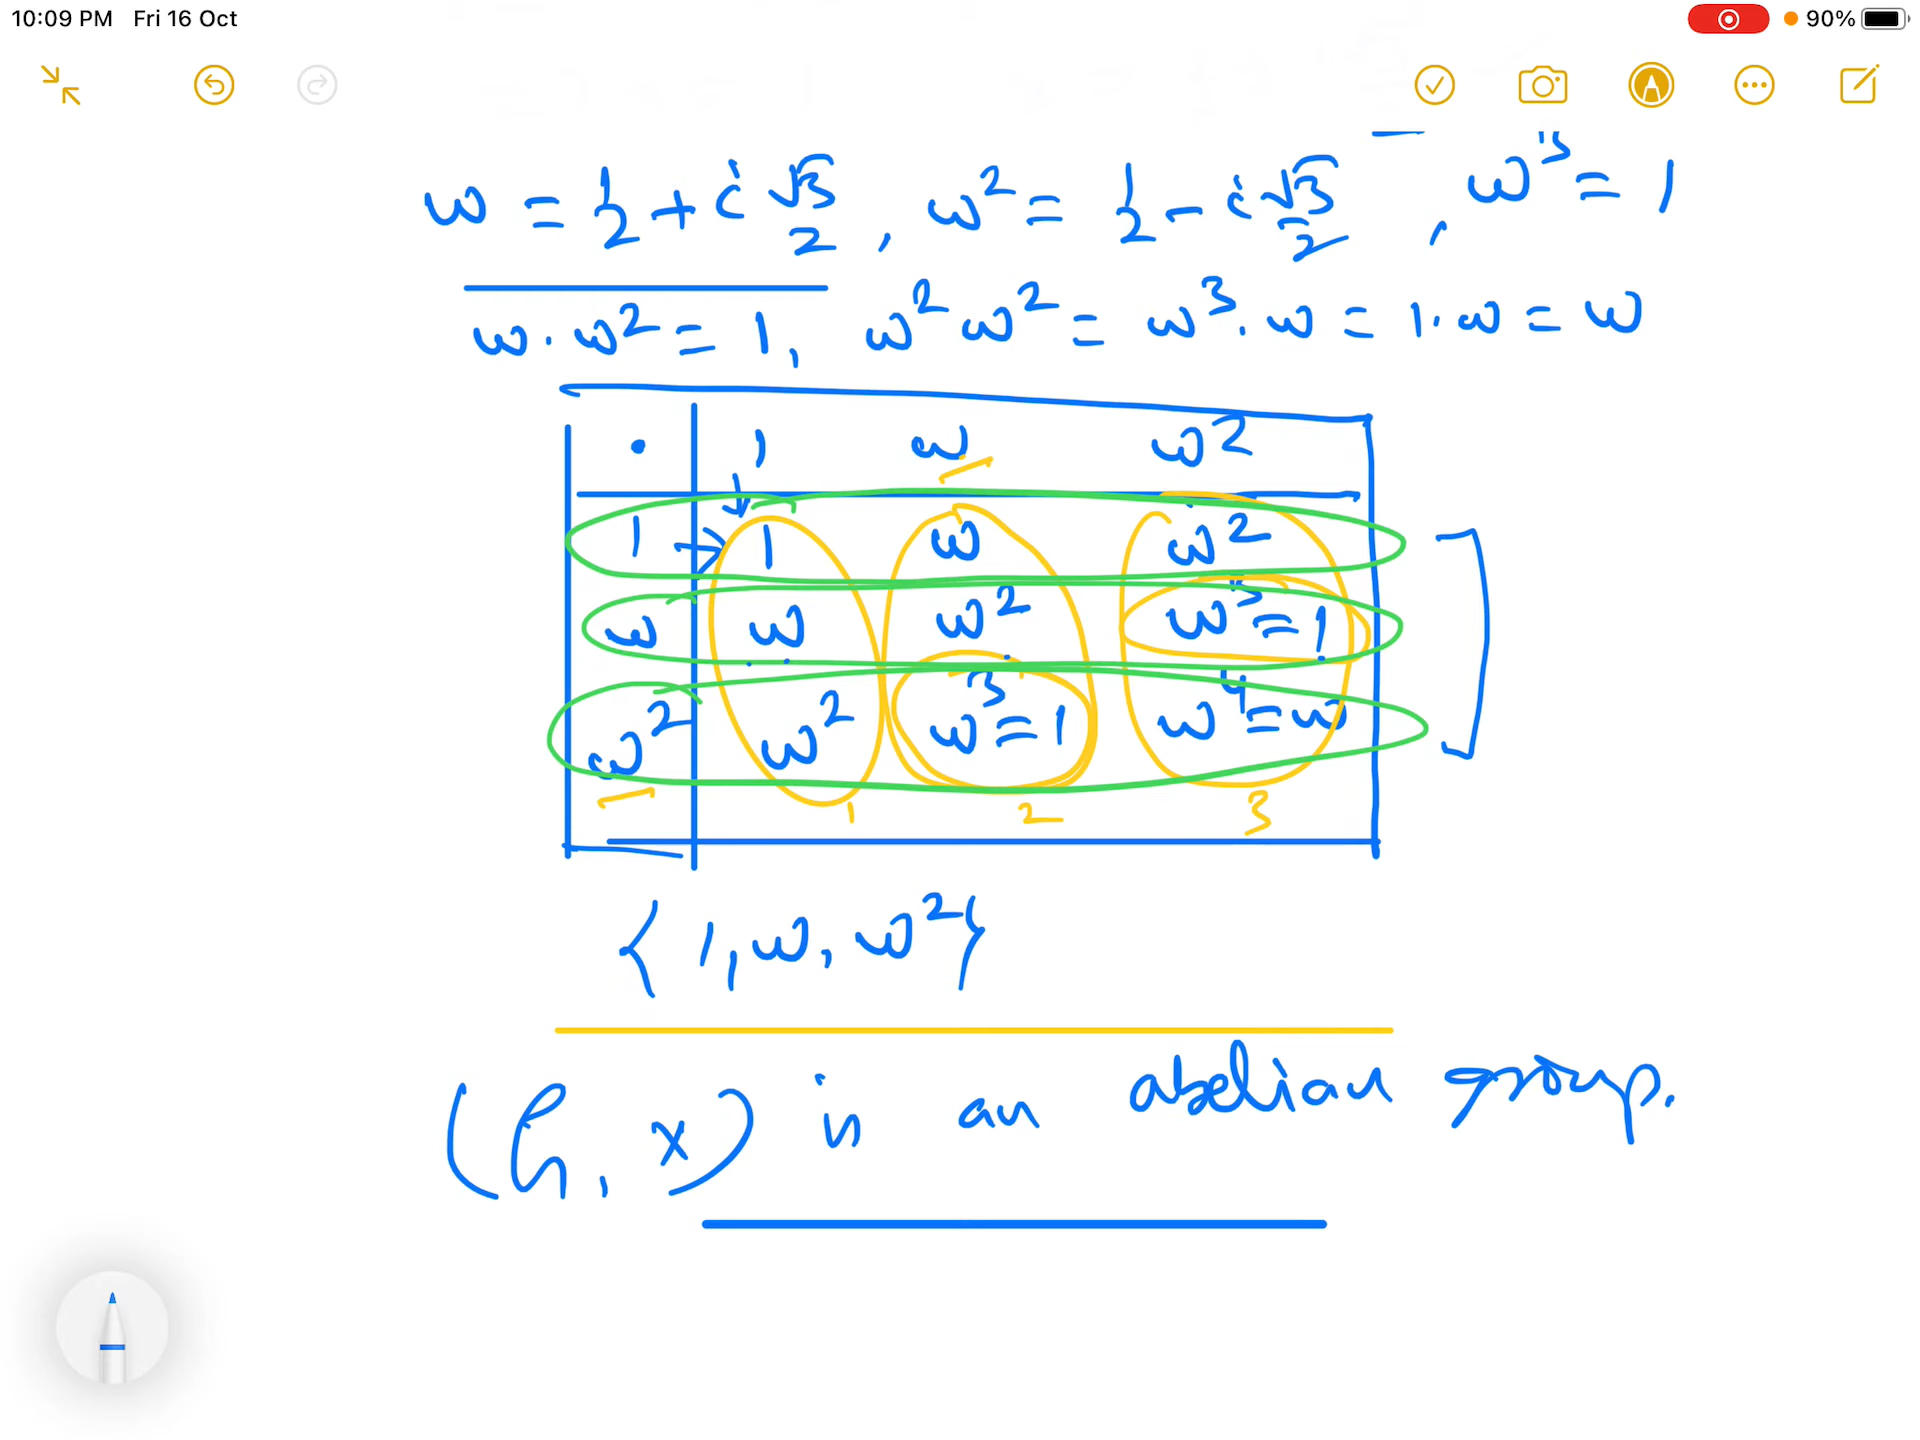 10:09 PM Fri 16 Oct 90%
ω = 1/2 + i √3/2 , ω² = 1/2 - i √3/2 , ω³ = 1
ω · ω² = 1, ω² ω² = ω³ · ω = 1 · ω = ω
· 1 ω ω²
1 1 ω ω²
ω ω ω² ω³ = 1
ω² ω² ω³ = 1 ω⁴ = ω
1 2 3
{ 1, ω, ω² }
(G, ×) is an abelian group.